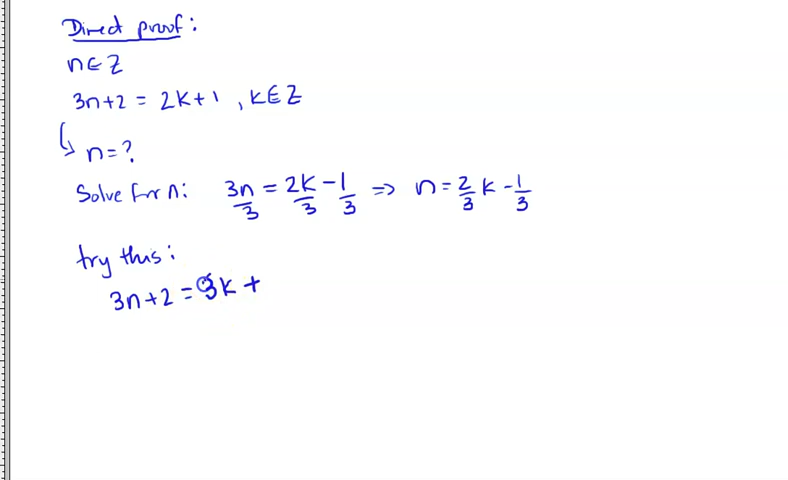 Direct proof:
n∈Z
3n+2 = 2k+1 , k∈Z
↳ n=?
Solve for n: 3n/3 = 2k/3 - 1/3 ⇒ n = 2/3 k - 1/3
try this:
3n+2 = 3k +